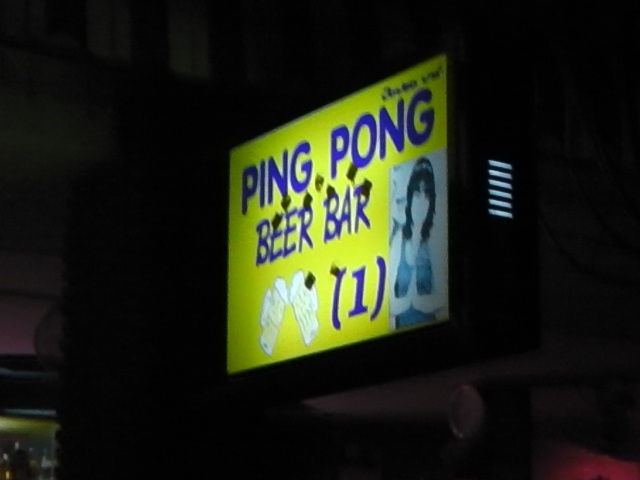 PING PONG
BEER BAR
(1)